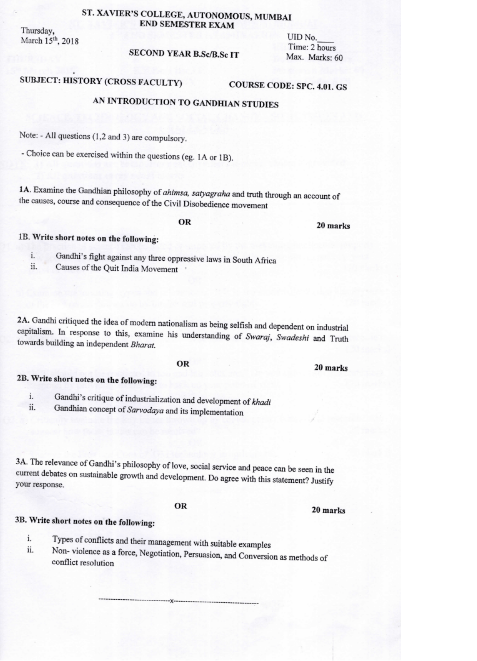 ST. XAVIER'S COLLEGE, AUTONOMOUS, MUMBAI
END SEMESTER EXAM
Thursday,
March 15th, 2018
UID No.____
Time: 2 hours
Max. Marks: 60
SECOND YEAR B.Sc/B.Sc IT
SUBJECT: HISTORY (CROSS FACULTY)
COURSE CODE: SPC. 4.01. GS
AN INTRODUCTION TO GANDHIAN STUDIES
Note: - All questions (1,2 and 3) are compulsory.
- Choice can be exercised within the questions (eg. 1A or 1B).
1A. Examine the Gandhian philosophy of ahimsa, satyagraha and truth through an account of
the causes, course and consequence of the Civil Disobedience movement
OR
20 marks
1B. Write short notes on the following:
i. Gandhi's fight against any three oppressive laws in South Africa
ii. Causes of the Quit India Movement
2A. Gandhi critiqued the idea of modern nationalism as being selfish and dependent on industrial
capitalism. In response to this, examine his understanding of Swaraj, Swadeshi and Truth
towards building an independent Bharat.
OR
20 marks
2B. Write short notes on the following:
i. Gandhi's critique of industrialization and development of khadi
ii. Gandhian concept of Sarvodaya and its implementation
3A. The relevance of Gandhi's philosophy of love, social service and peace can be seen in the
current debates on sustainable growth and development. Do agree with this statement? Justify
your response.
OR
20 marks
3B. Write short notes on the following:
i. Types of conflicts and their management with suitable examples
ii. Non- violence as a force, Negotiation, Persuasion, and Conversion as methods of
conflict resolution
------------------------x----------------------------